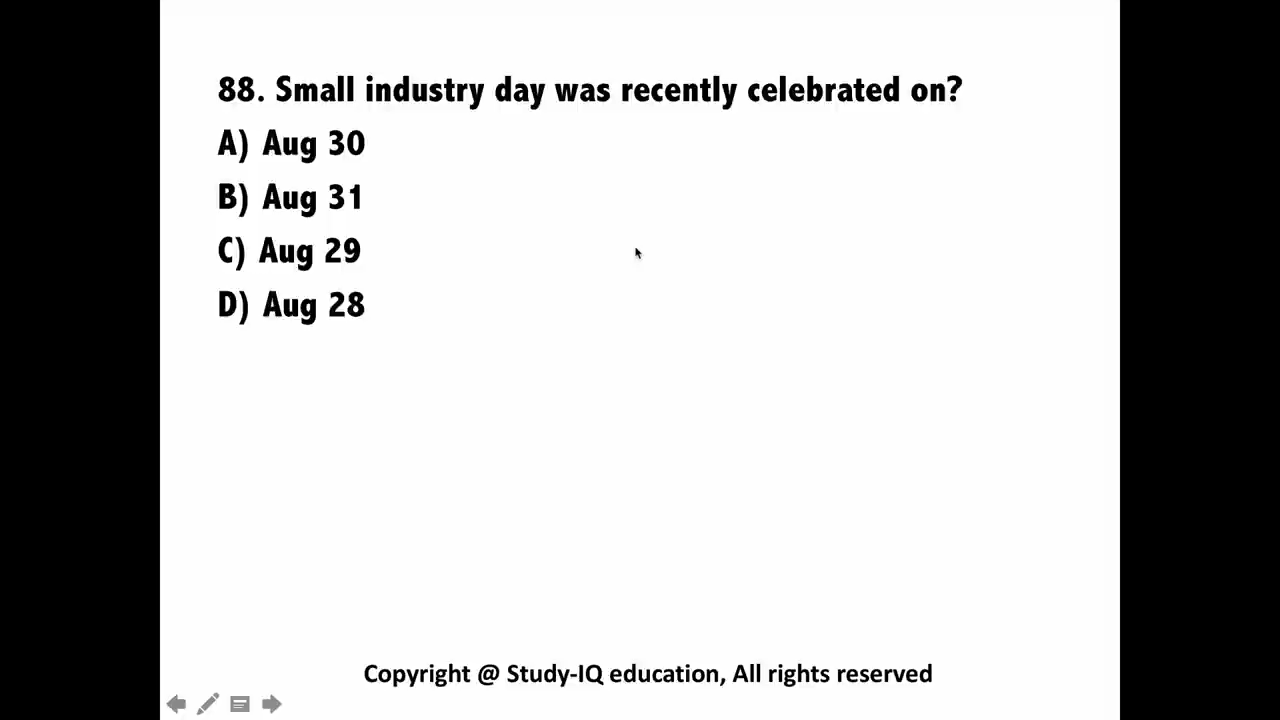 88. Small industry day was recently celebrated on?
A) Aug 30
B) Aug 31
C) Aug 29
D) Aug 28
Copyright @ Study-IQ education, All rights reserved